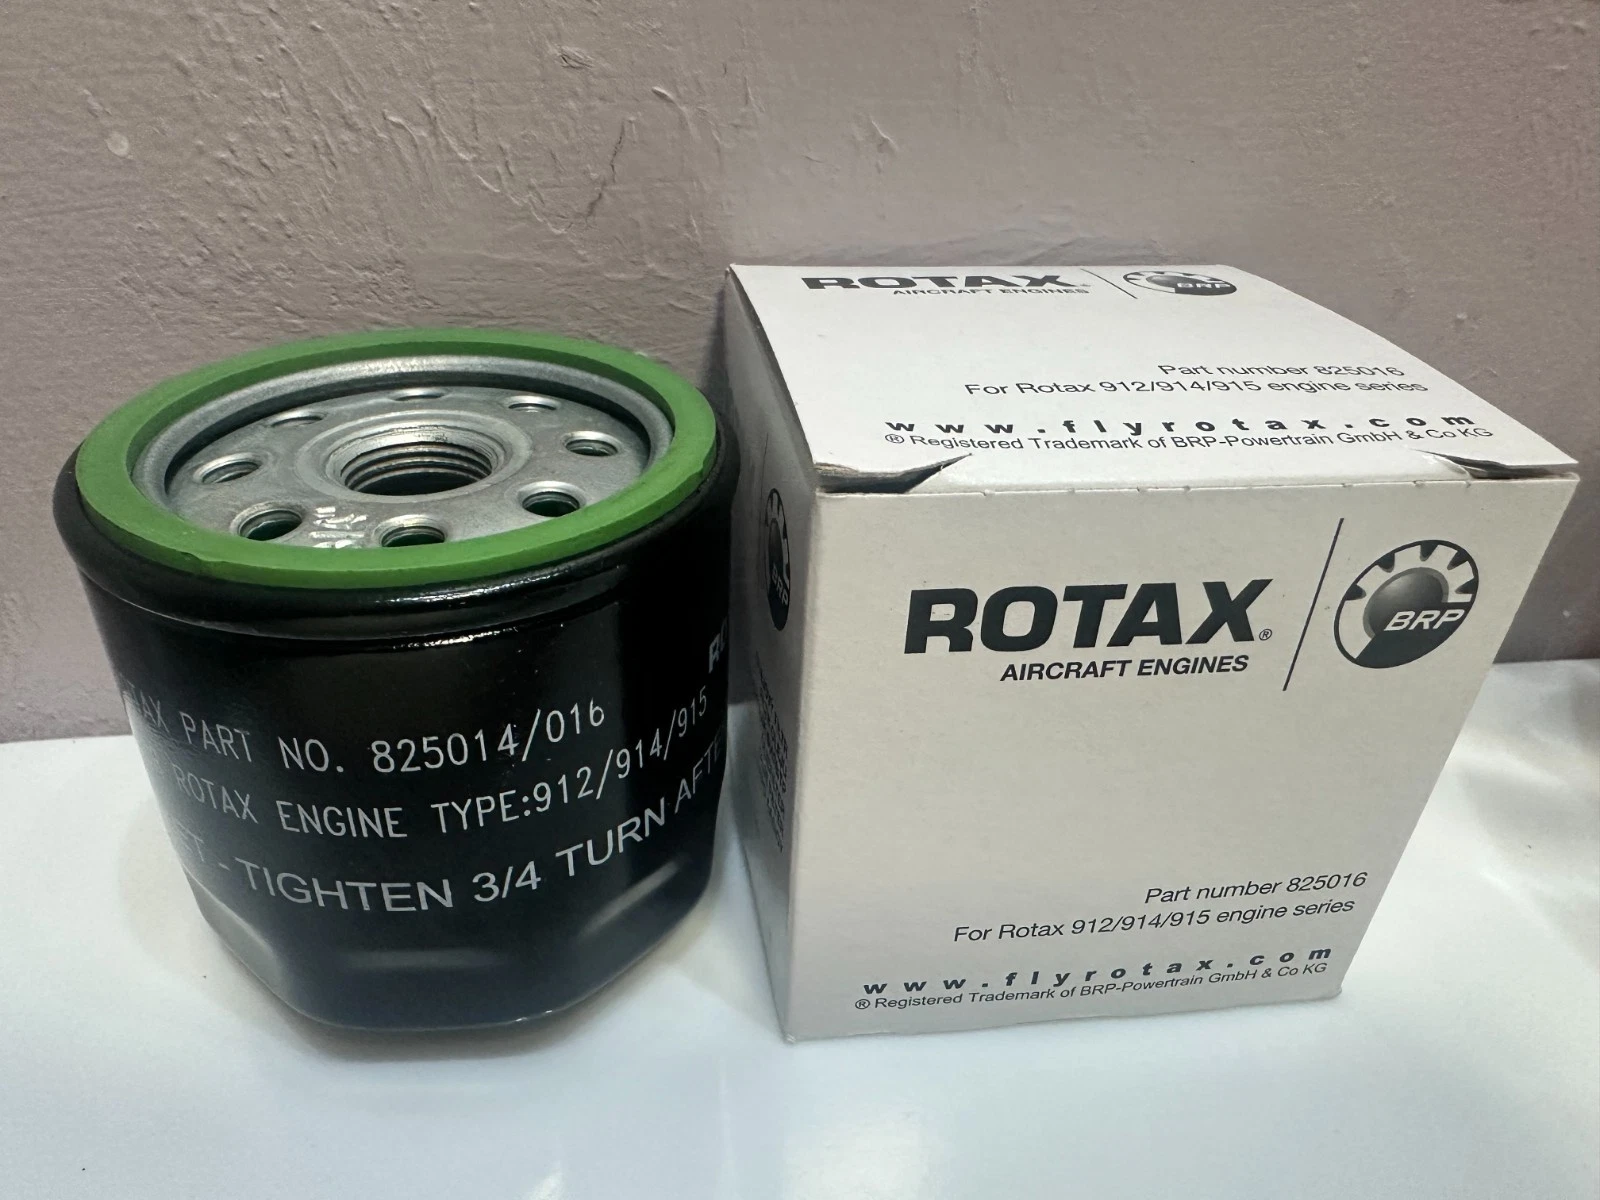 ROTAX PART NO. 825014/016
ROTAX ENGINE TYPE:912/914/915
- TIGHTEN 3/4 TURN AFTE
ROTAX®
AIRCRAFT ENGINES
BRP
Part number 825016
For Rotax 912/914/915 engine series
www.flyrotax.com
® Registered Trademark of BRP-Powertrain GmbH & Co KG
BRP
ROTAX®
AIRCRAFT ENGINES
BRP
Part number 825016
For Rotax 912/914/915 engine series
www.flyrotax.com
® Registered Trademark of BRP-Powertrain GmbH & Co KG